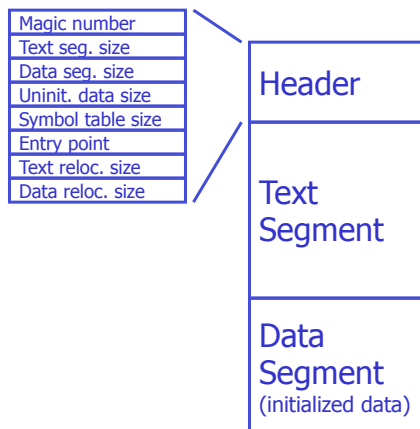 Magic number
Text seg. size
Data seg. size
Uninit. data size
Symbol table size
Entry point
Text reloc. size
Data reloc. size
Header
Text
Segment
Data
Segment
(initialized data)